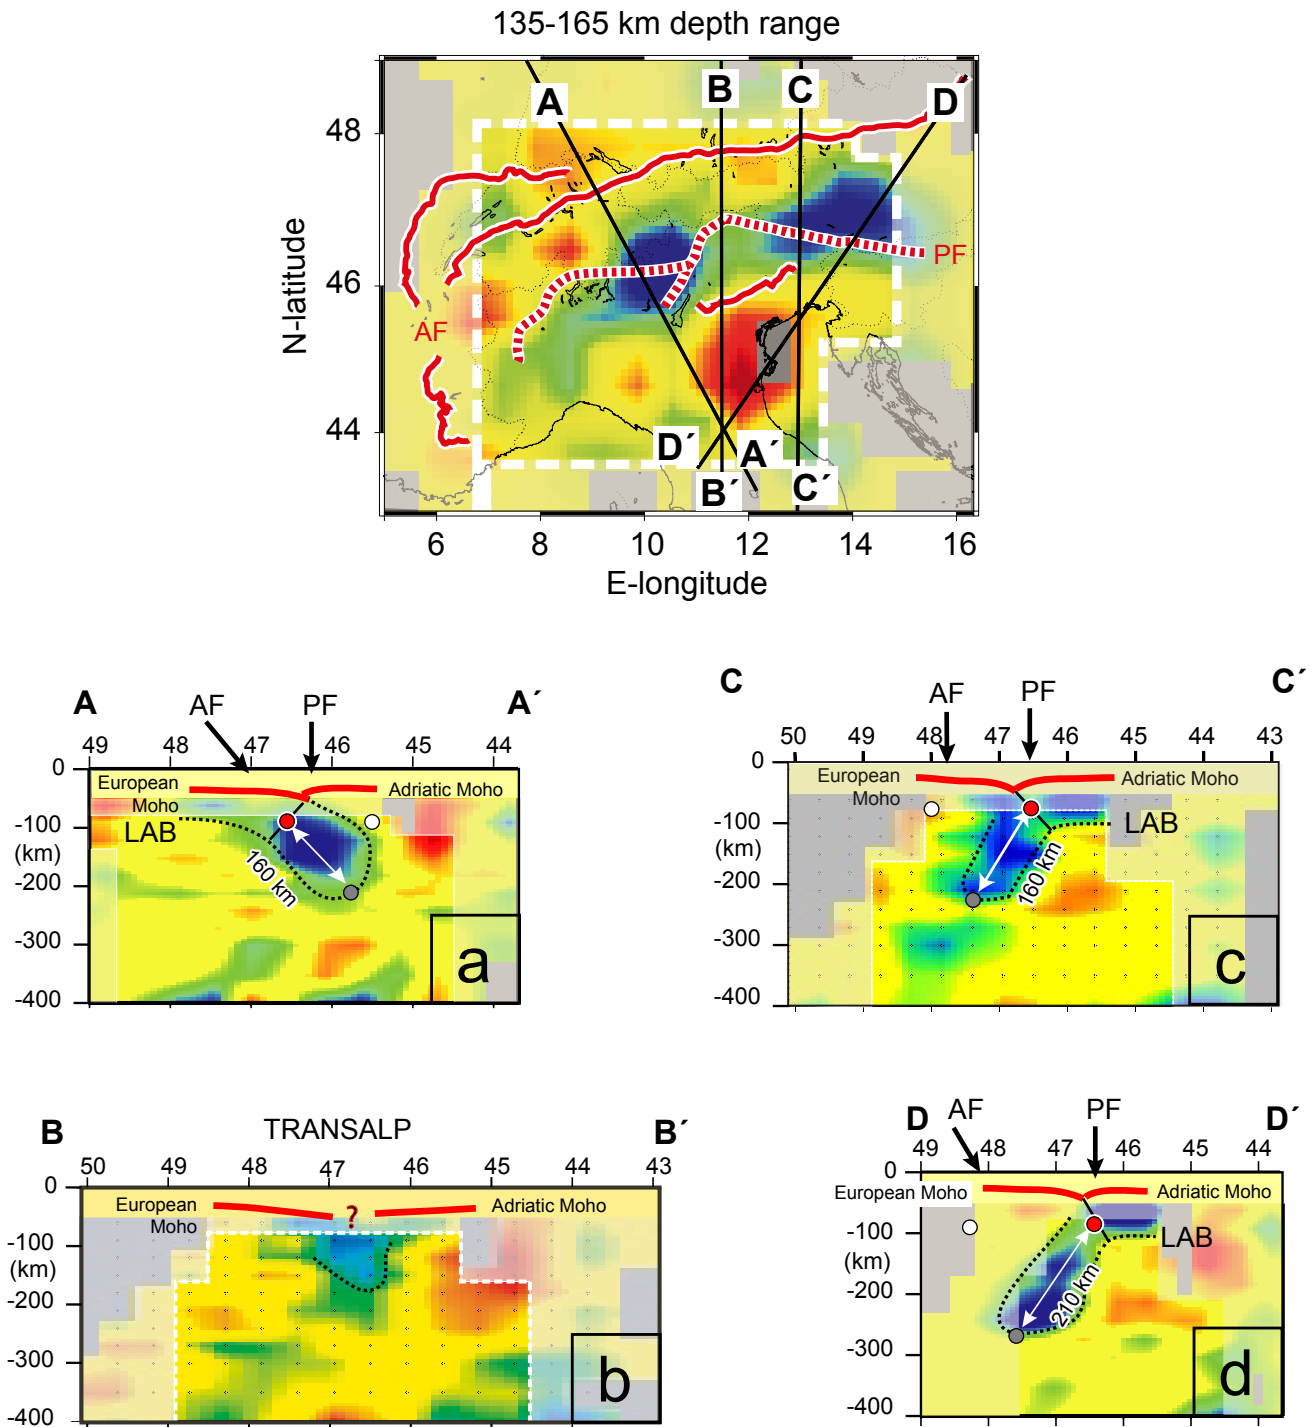 135-165 km depth range
A
B
C
D
48
46
44
N-latitude
AF
PF
D´
A´
B´
C´
6
8
10
12
14
16
E-longitude
A
AF
PF
A´
49
48
47
46
45
44
0
-100
(km)
-200
-300
-400
European
Moho
Adriatic Moho
LAB
160 km
a
C
AF
PF
C´
50
49
48
47
46
45
44
43
0
-100
(km)
-200
-300
-400
European
Moho
Adriatic Moho
LAB
160 km
c
B
TRANSALP
B´
50
49
48
47
46
45
44
43
0
-100
(km)
-200
-300
-400
European
Moho
?
Adriatic Moho
b
D
AF
PF
D´
49
48
47
46
45
44
0
-100
(km)
-200
-300
-400
European Moho
Adriatic Moho
LAB
210 km
d